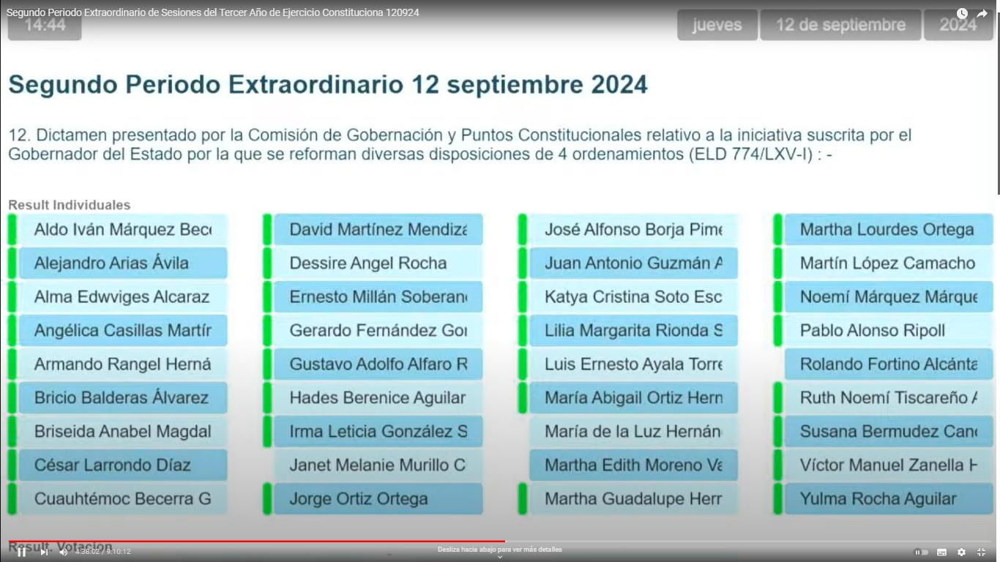 Segundo Periodo Extraordinario de Sesiones del Tercer Año de Ejercicio Constituciona 120924
14:44
jueves
12 de septiembre
2024
Segundo Periodo Extraordinario 12 septiembre 2024
12. Dictamen presentado por la Comisión de Gobernación y Puntos Constitucionales relativo a la iniciativa suscrita por el
Gobernador del Estado por la que se reforman diversas disposiciones de 4 ordenamientos (ELD 774/LXV-I) : -
Result Individuales
Aldo Iván Márquez Bece
Alejandro Arias Ávila
Alma Edwviges Alcaraz
Angélica Casillas Martír
Armando Rangel Herná
Bricio Balderas Álvarez
Briseida Anabel Magdal
César Larrondo Díaz
Cuauhtémoc Becerra G
David Martínez Mendizá
Dessire Angel Rocha
Ernesto Millán Soberan
Gerardo Fernández Gor
Gustavo Adolfo Alfaro R
Hades Berenice Aguilar
Irma Leticia González S
Janet Melanie Murillo C
Jorge Ortiz Ortega
José Alfonso Borja Pime
Juan Antonio Guzmán A
Katya Cristina Soto Esc
Lilia Margarita Rionda S
Luis Ernesto Ayala Torre
María Abigail Ortiz Hern
María de la Luz Hernán
Martha Edith Moreno Va
Martha Guadalupe Herr
Martha Lourdes Ortega
Martín López Camacho
Noemí Márquez Márque
Pablo Alonso Ripoll
Rolando Fortino Alcánta
Ruth Noemí Tiscareño A
Susana Bermudez Canc
Víctor Manuel Zanella H
Yulma Rocha Aguilar
Result. Votacion
4:38:02 / 9:10:12
Desliza hacia abajo para ver más detalles